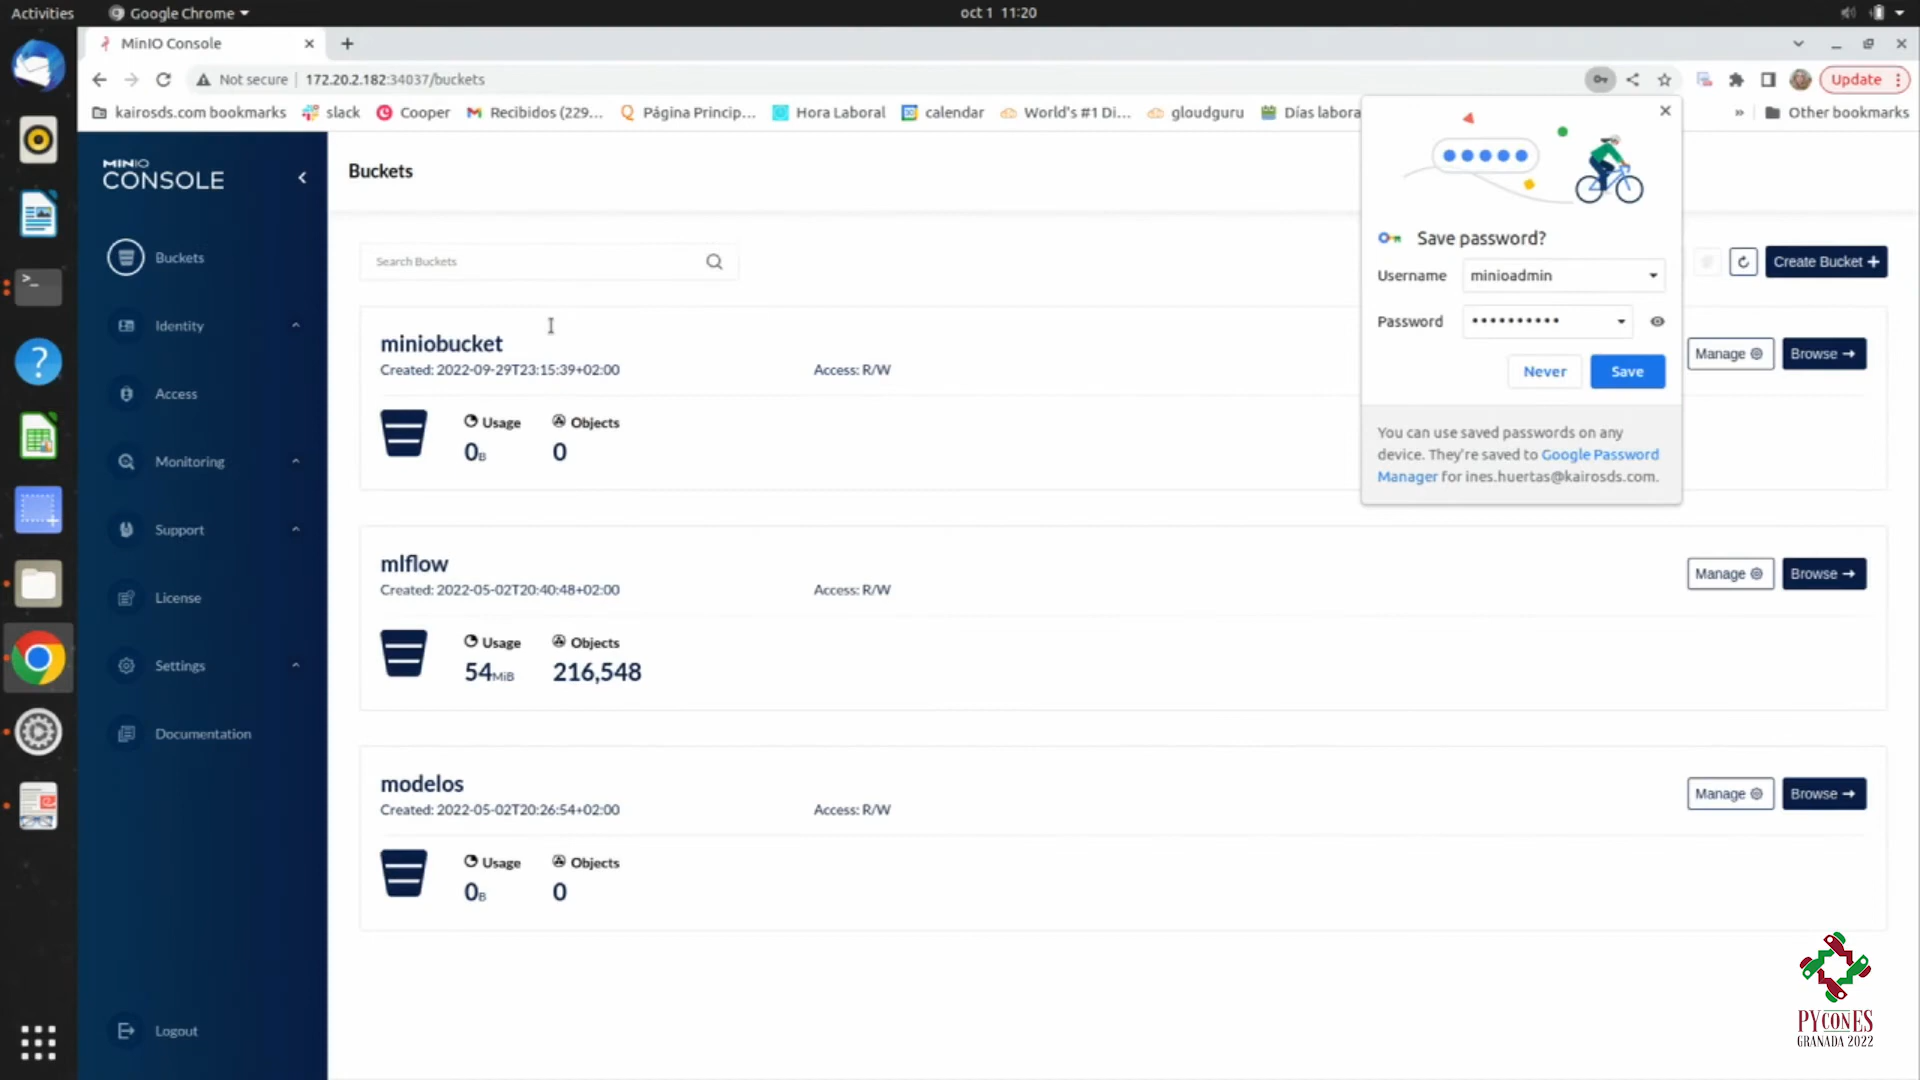 Activities
Google Chrome
oct 1 11:20
MinIO Console
Not secure
172.20.2.182:34037/buckets
Update
kairosds.com bookmarks
slack
Cooper
Recibidos (229...
Página Princip...
Hora Laboral
calendar
World's #1 Di...
gloudguru
Días labora
»
Other bookmarks
MINIO
CONSOLE
Buckets
Identity
Access
Monitoring
Support
License
Settings
Documentation
Logout
Buckets
Search Buckets
Create Bucket +
miniobucket
Created: 2022-09-29T23:15:39+02:00
Access: R/W
Manage
Browse →
Usage
Objects
0B
0
mlflow
Created: 2022-05-02T20:40:48+02:00
Access: R/W
Manage
Browse →
Usage
Objects
54MiB
216,548
modelos
Created: 2022-05-02T20:26:54+02:00
Access: R/W
Manage
Browse →
Usage
Objects
0B
0
Save password?
Username
minioadmin
Password
••••••••••
Never
Save
You can use saved passwords on any
device. They're saved to Google Password
Manager for ines.huertas@kairosds.com.
PYCONES
GRANADA 2022